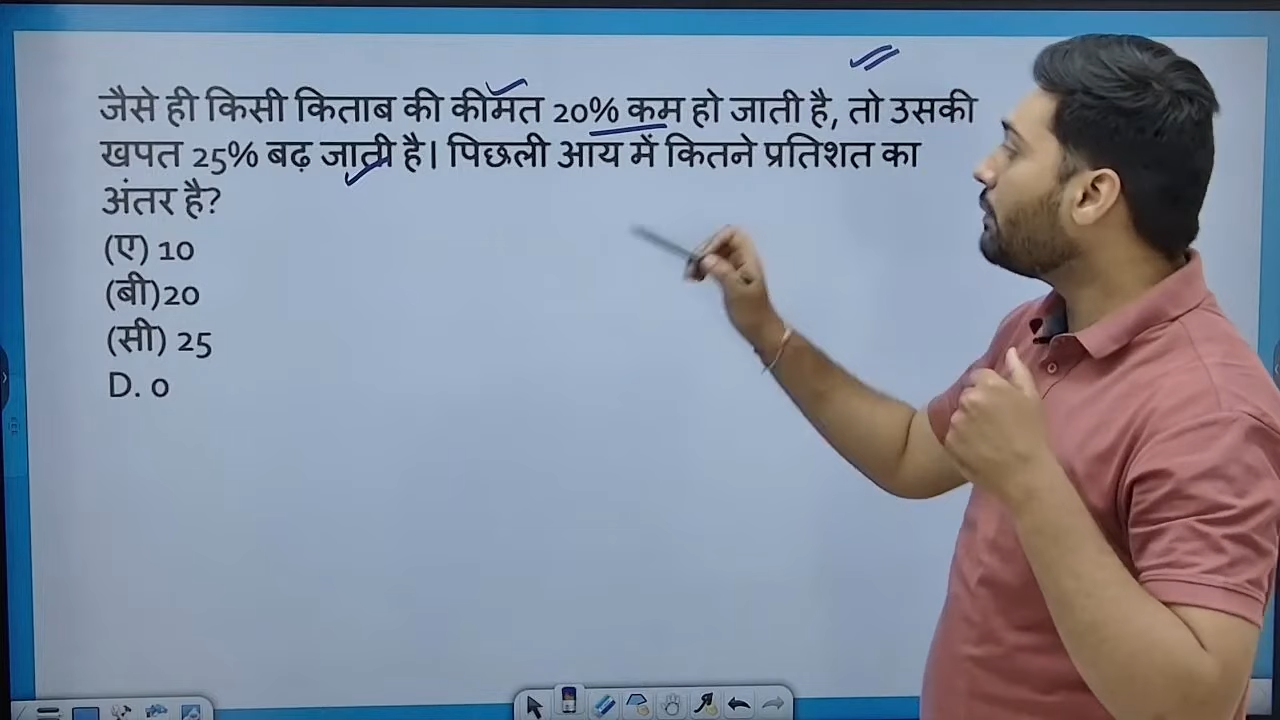 जैसे ही किसी किताब की कीमत 20% कम हो जाती है, तो उसकी
खपत 25% बढ़ जाती है। पिछली आय में कितने प्रतिशत का
अंतर है?
(ए) 10
(बी)20
(सी) 25
D. 0